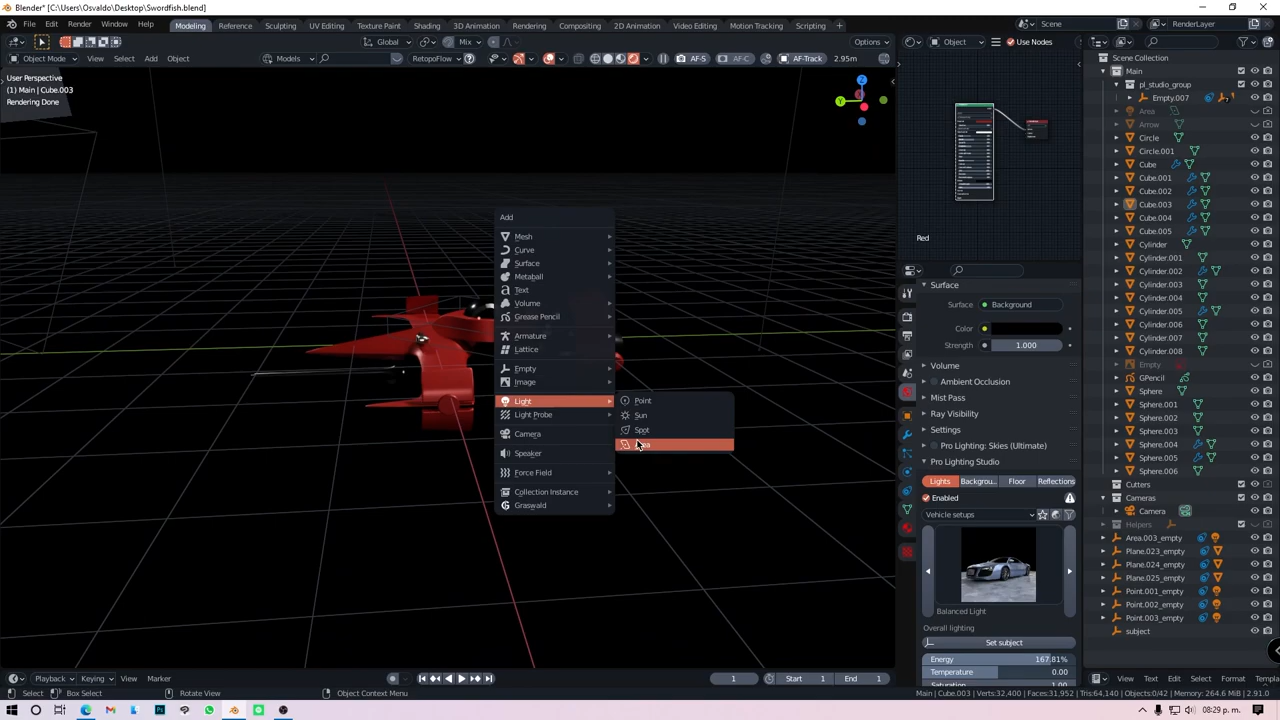 Blender* [C:\Users\Osvaldo\Desktop\Swordfish.blend]
File Edit Render Window Help
Modeling Reference Sculpting UV Editing Texture Paint Shading 3D Animation Rendering Compositing 2D Animation Video Editing Motion Tracking Scripting
Scene RenderLayer
Global Mix Options
Object Use Nodes
Object Mode View Select Add Object Models RetopoFlow AF-S AF-C AF-Track 2.95m
User Perspective
(1) Main | Cube.003
Rendering Done
Z
Y
Add
Mesh
Curve
Surface
Metaball
Text
Volume
Grease Pencil
Armature
Lattice
Empty
Image
Light
Light Probe
Camera
Speaker
Force Field
Collection Instance
Graswald
Point
Sun
Spot
Area
Red
Surface
Surface Background
Color
Strength 1.000
Volume
Ambient Occlusion
Mist Pass
Ray Visibility
Settings
Pro Lighting: Skies (Ultimate)
Pro Lighting Studio
Lights Backgrou... Floor Reflections
Enabled
Vehicle setups
Balanced Light
Overall lighting
Set subject
Energy 167.81%
Temperature 0.00
Scene Collection
Main
pl_studio_group
Empty.007
Area
Arrow
Circle
Circle.001
Cube
Cube.001
Cube.002
Cube.003
Cube.004
Cube.005
Cylinder
Cylinder.001
Cylinder.002
Cylinder.003
Cylinder.004
Cylinder.005
Cylinder.006
Cylinder.007
Cylinder.008
Empty
GPencil
Sphere
Sphere.001
Sphere.002
Sphere.003
Sphere.004
Sphere.005
Sphere.006
Cutters
Cameras
Camera
Helpers
Area.003_empty
Plane.023_empty
Plane.024_empty
Plane.025_empty
Point.001_empty
Point.002_empty
Point.003_empty
subject
Playback Keying View Marker 1 Start 1 End 1
View Text Edit Select Format Templa
Select Box Select Rotate View Object Context Menu
Main | Cube.003 | Verts:32,400 | Faces:31,952 | Tris:64,140 | Objects:0/42 | Memory: 264.6 MiB | 2.91.0
08:29 p. m.